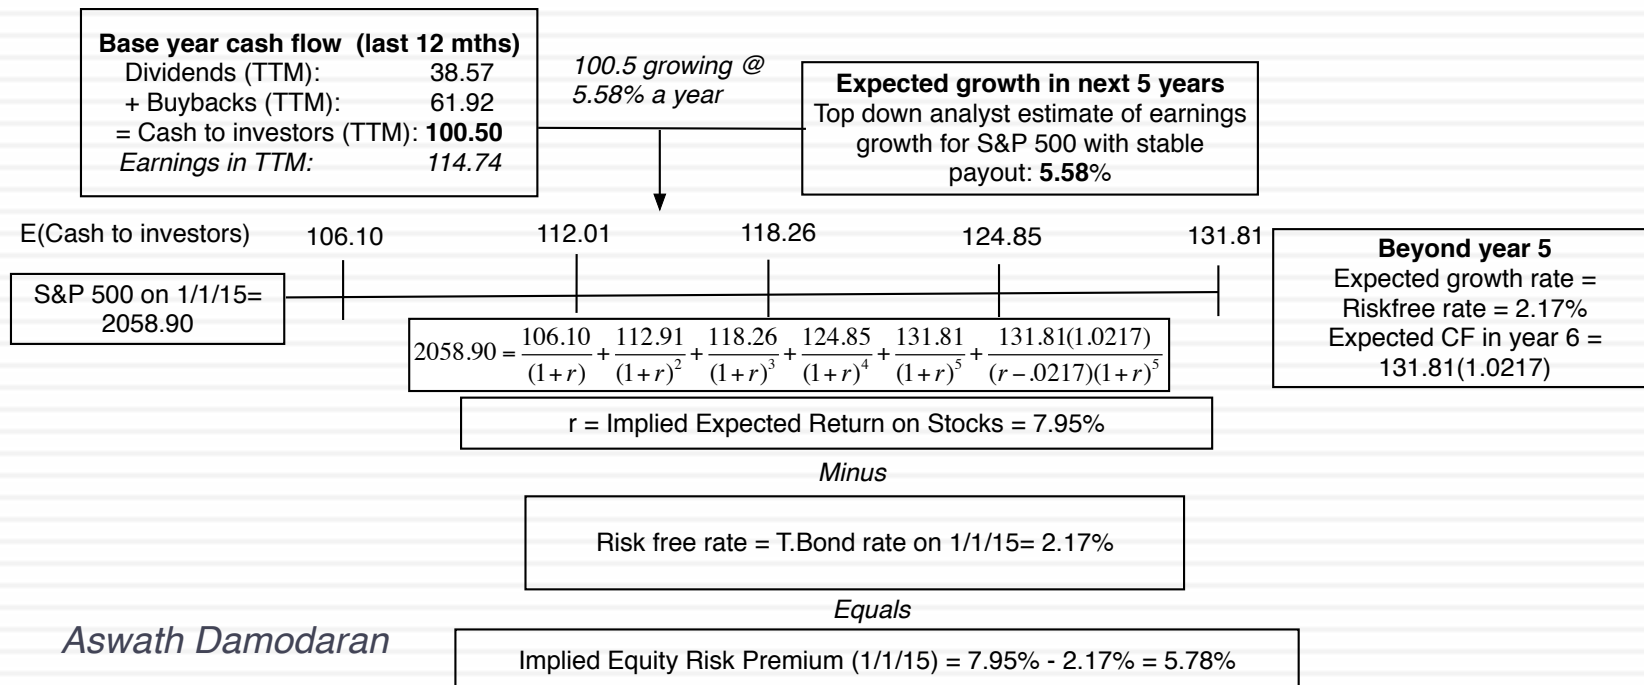 Base year cash flow (last 12 mths)
Dividends (TTM): 38.57
+ Buybacks (TTM): 61.92
= Cash to investors (TTM): 100.50
Earnings in TTM: 114.74
100.5 growing @
5.58% a year
Expected growth in next 5 years
Top down analyst estimate of earnings
growth for S&P 500 with stable
payout: 5.58%
E(Cash to investors) 106.10 112.01 118.26 124.85 131.81
S&P 500 on 1/1/15=
2058.90
Beyond year 5
Expected growth rate =
Riskfree rate = 2.17%
Expected CF in year 6 =
131.81(1.0217)
2058.90 = 106.10/(1+r) + 112.91/(1+r)^2 + 118.26/(1+r)^3 + 124.85/(1+r)^4 + 131.81/(1+r)^5 + 131.81(1.0217)/((r−.0217)(1+r)^5)
r = Implied Expected Return on Stocks = 7.95%
Minus
Risk free rate = T.Bond rate on 1/1/15= 2.17%
Equals
Aswath Damodaran
Implied Equity Risk Premium (1/1/15) = 7.95% - 2.17% = 5.78%